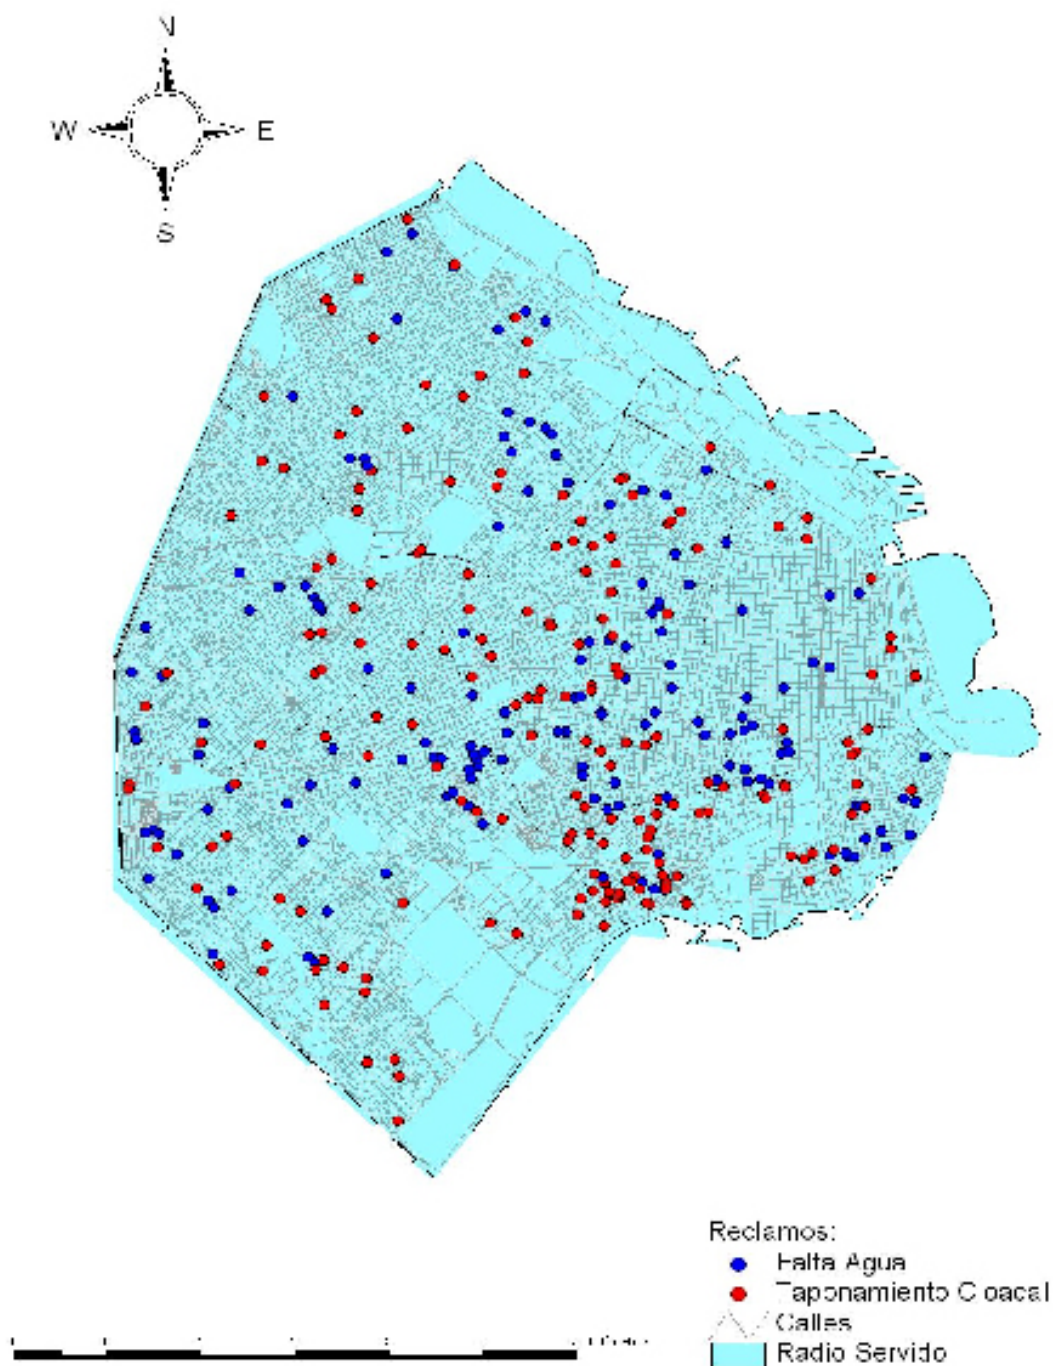 N
W E
S
Reclamos:
Falta Agua
Taponamiento Cloacal
Calles
Radio Servido